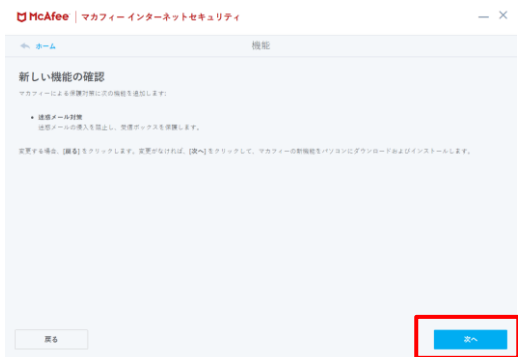 McAfee | マカフィー インターネットセキュリティ
ホーム
機能
新しい機能の確認
マカフィーによる保護対策に次の機能を追加します:
• 迷惑メール対策
迷惑メールの侵入を阻止し、受信ボックスを保護します。
変更する場合、[戻る] をクリックします。変更がなければ、[次へ] をクリックして、マカフィーの新機能をパソコンにダウンロードおよびインストールします。
戻る
次へ